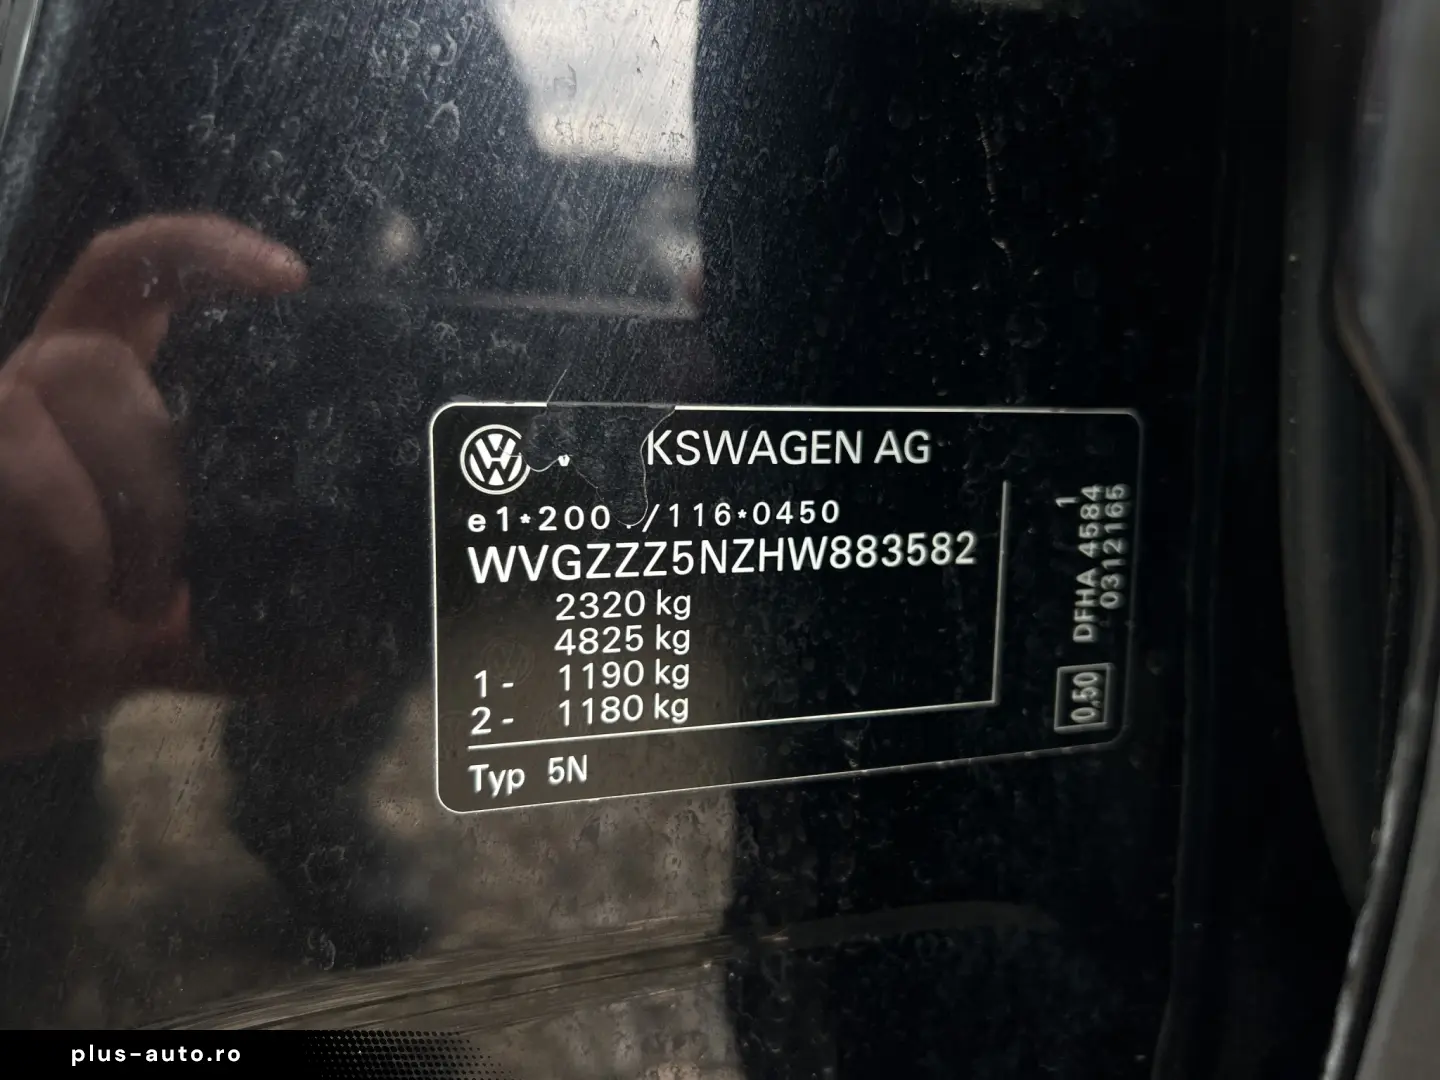 KSWAGEN AG
e1*200 /116*0450
WVGZZZ5NZHW883582
2320 kg
4825 kg
1 - 1190 kg
2 - 1180 kg
Typ 5N
1
DFHA 4584
0312165
0.50
plus-auto.ro